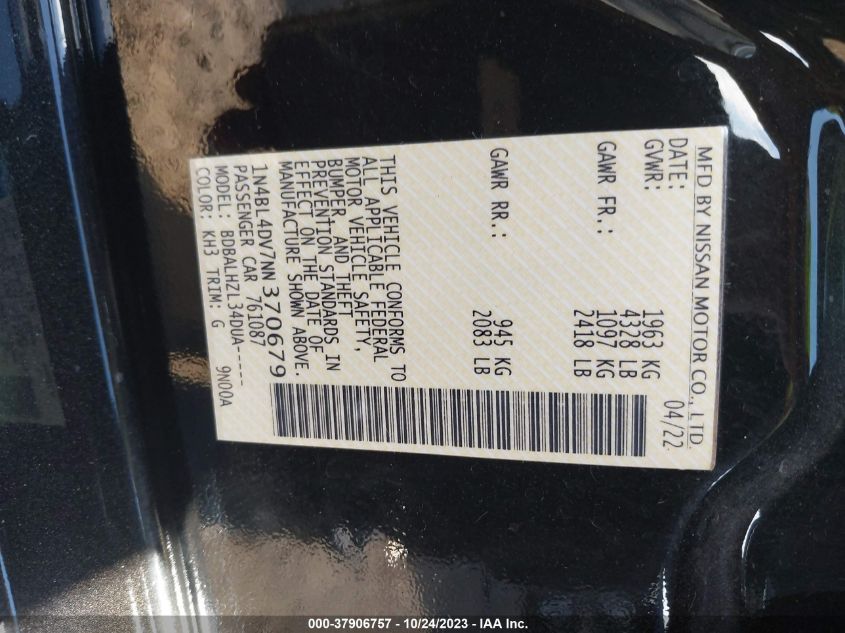 MFD BY NISSAN MOTOR CO., LTD.
DATE: 04/22
GVWR: 1963 KG
4328 LB
GAWR FR.: 1097 KG
2418 LB
GAWR RR.: 945 KG
2083 LB
THIS VEHICLE CONFORMS TO
ALL APPLICABLE FEDERAL
MOTOR VEHICLE SAFETY,
BUMPER, AND THEFT
PREVENTION STANDARDS IN
EFFECT ON THE DATE OF
MANUFACTURE SHOWN ABOVE.
1N4BL4DV7NN370679
PASSENGER CAR 761087
MODEL: BDBALHZL34DUA-----
COLOR: KH3 TRIM: G 9N00A
000-37906757 - 10/24/2023 - IAA Inc.